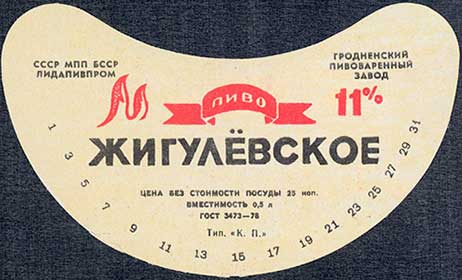 СССР МПП БССР
ЛИДАПИВПРОМ
ГРОДНЕНСКИЙ
ПИВОВАРЕННЫЙ
ЗАВОД
ПИВО
11%
ЖИГУЛЁВСКОЕ
ЦЕНА БЕЗ СТОИМОСТИ ПОСУДЫ 25 коп.
ВМЕСТИМОСТЬ 0,5 л
ГОСТ 3473—78
Тип. «К. П.»
1 3 5 7 9 11 13 15 17 19 21 23 25 27 29 31